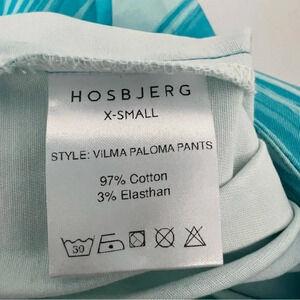 HOSBJERG
X-SMALL
STYLE: VILMA PALOMA PANTS
97% Cotton
3% Elasthan
30